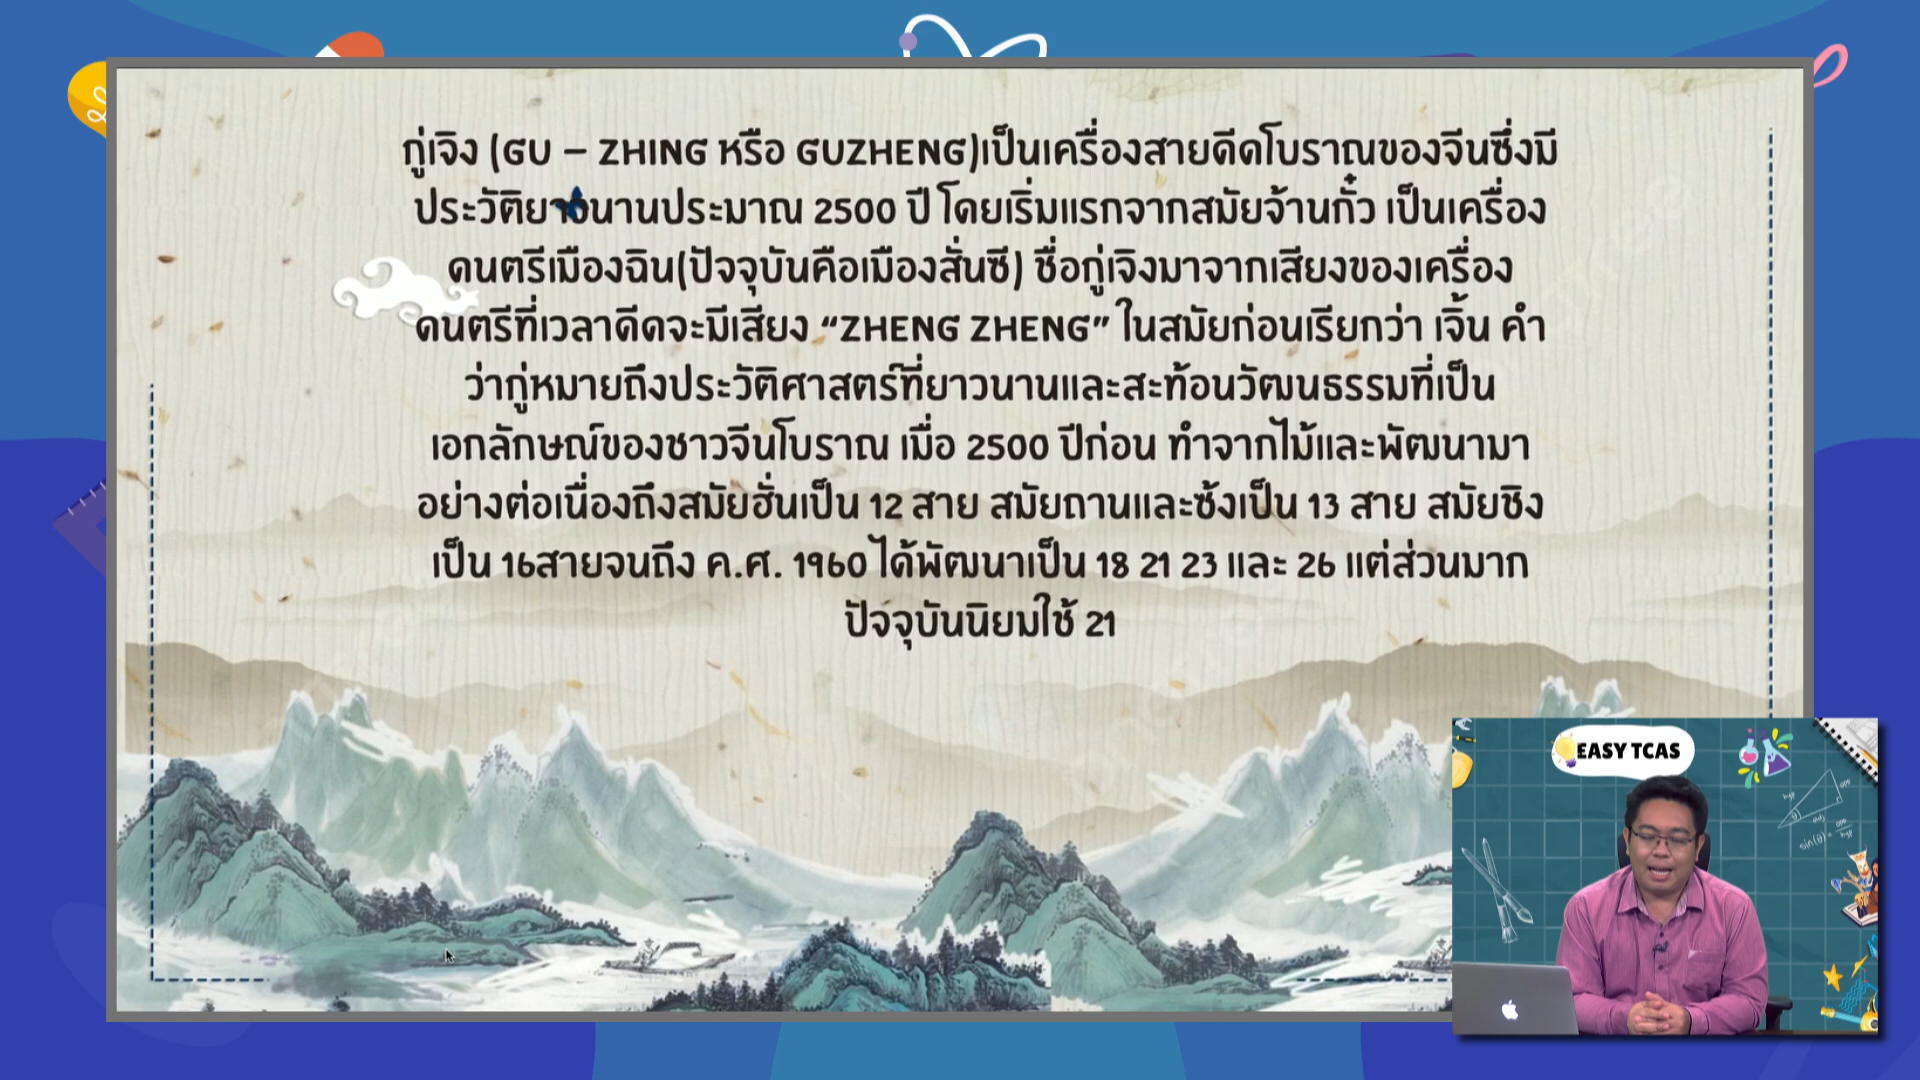 กู่เจิง (GU – ZHING หรือ GUZHENG)เป็นเครื่องสายดีดโบราณของจีนซึ่งมี
ประวัติยาวนานประมาณ 2500 ปี โดยเริ่มแรกจากสมัยจ้านกั๋ว เป็นเครื่อง
ดนตรีเมืองฉิน(ปัจจุบันคือเมืองสั่นซี) ชื่อกู่เจิงมาจากเสียงของเครื่อง
ดนตรีที่เวลาดีดจะมีเสียง “ZHENG ZHENG” ในสมัยก่อนเรียกว่า เจิ้น คำ
ว่ากู่หมายถึงประวัติศาสตร์ที่ยาวนานและสะท้อนวัฒนธรรมที่เป็น
เอกลักษณ์ของชาวจีนโบราณ เมื่อ 2500 ปีก่อน ทำจากไม้และพัฒนามา
อย่างต่อเนื่องถึงสมัยฮั่นเป็น 12 สาย สมัยถานและซ้งเป็น 13 สาย สมัยชิง
เป็น 16สายจนถึง ค.ศ. 1960 ได้พัฒนาเป็น 18 21 23 และ 26 แต่ส่วนมาก
ปัจจุบันนิยมใช้ 21
EASY TCAS